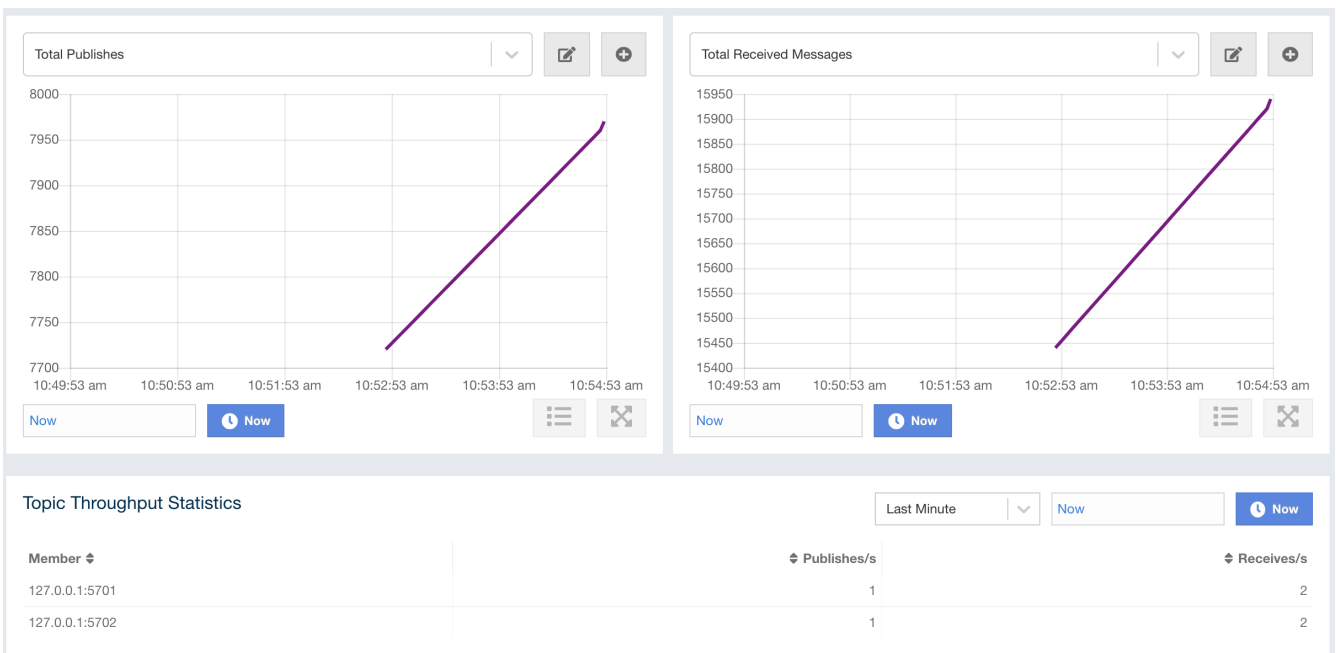 Total Publishes
8000
7950
7900
7850
7800
7750
7700
10:49:53 am 10:50:53 am 10:51:53 am 10:52:53 am 10:53:53 am 10:54:53 am
Now Now
Total Received Messages
15950
15900
15850
15800
15750
15700
15650
15600
15550
15500
15450
15400
10:49:53 am 10:50:53 am 10:51:53 am 10:52:53 am 10:53:53 am 10:54:53 am
Now Now
Topic Throughput Statistics Last Minute Now Now
Member Publishes/s Receives/s
127.0.0.1:5701 1 2
127.0.0.1:5702 1 2